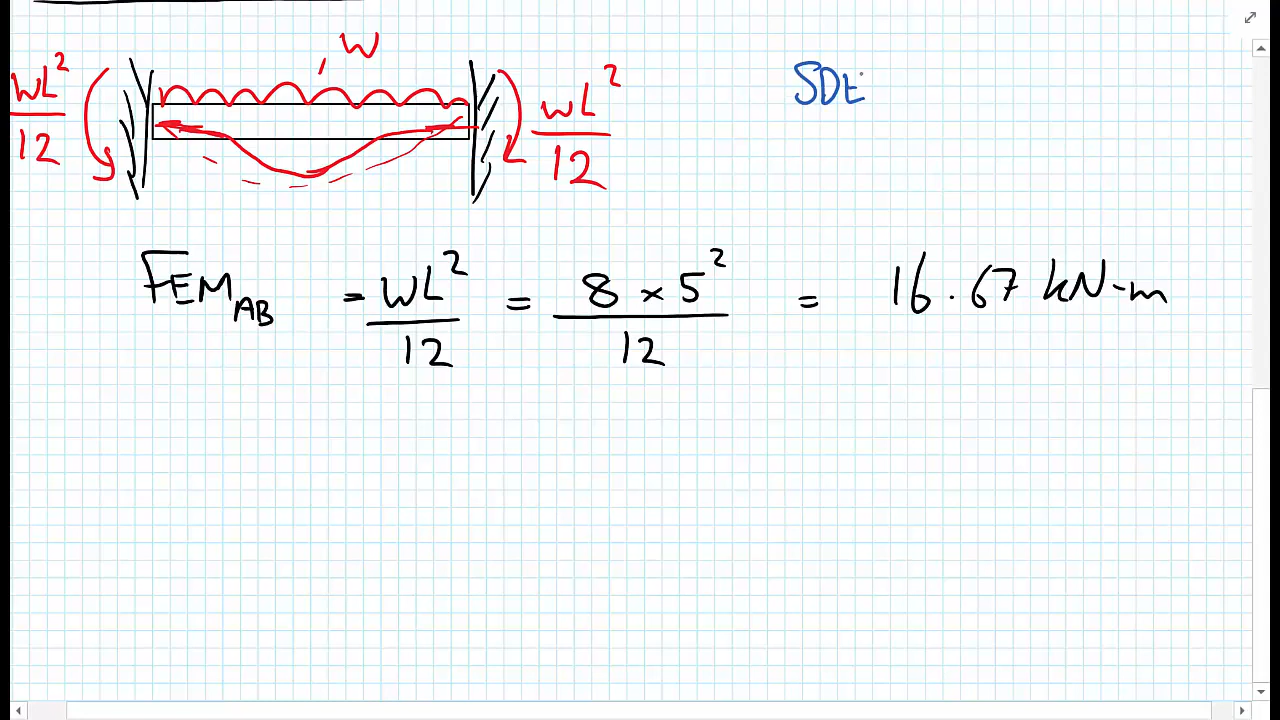 W
WL²/12
WL²/12
SDE
FEM_AB = WL²/12 = 8 × 5²/12 = 16.67 kN-m